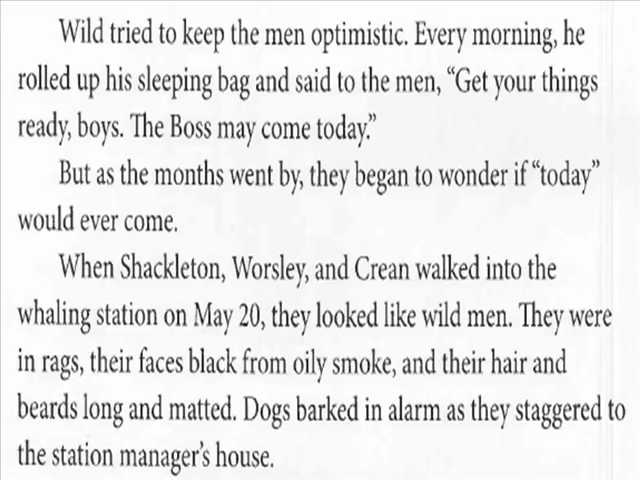 Wild tried to keep the men optimistic. Every morning, he
rolled up his sleeping bag and said to the men, “Get your things
ready, boys. The Boss may come today.”
But as the months went by, they began to wonder if “today”
would ever come.
When Shackleton, Worsley, and Crean walked into the
whaling station on May 20, they looked like wild men. They were
in rags, their faces black from oily smoke, and their hair and
beards long and matted. Dogs barked in alarm as they staggered to
the station manager’s house.